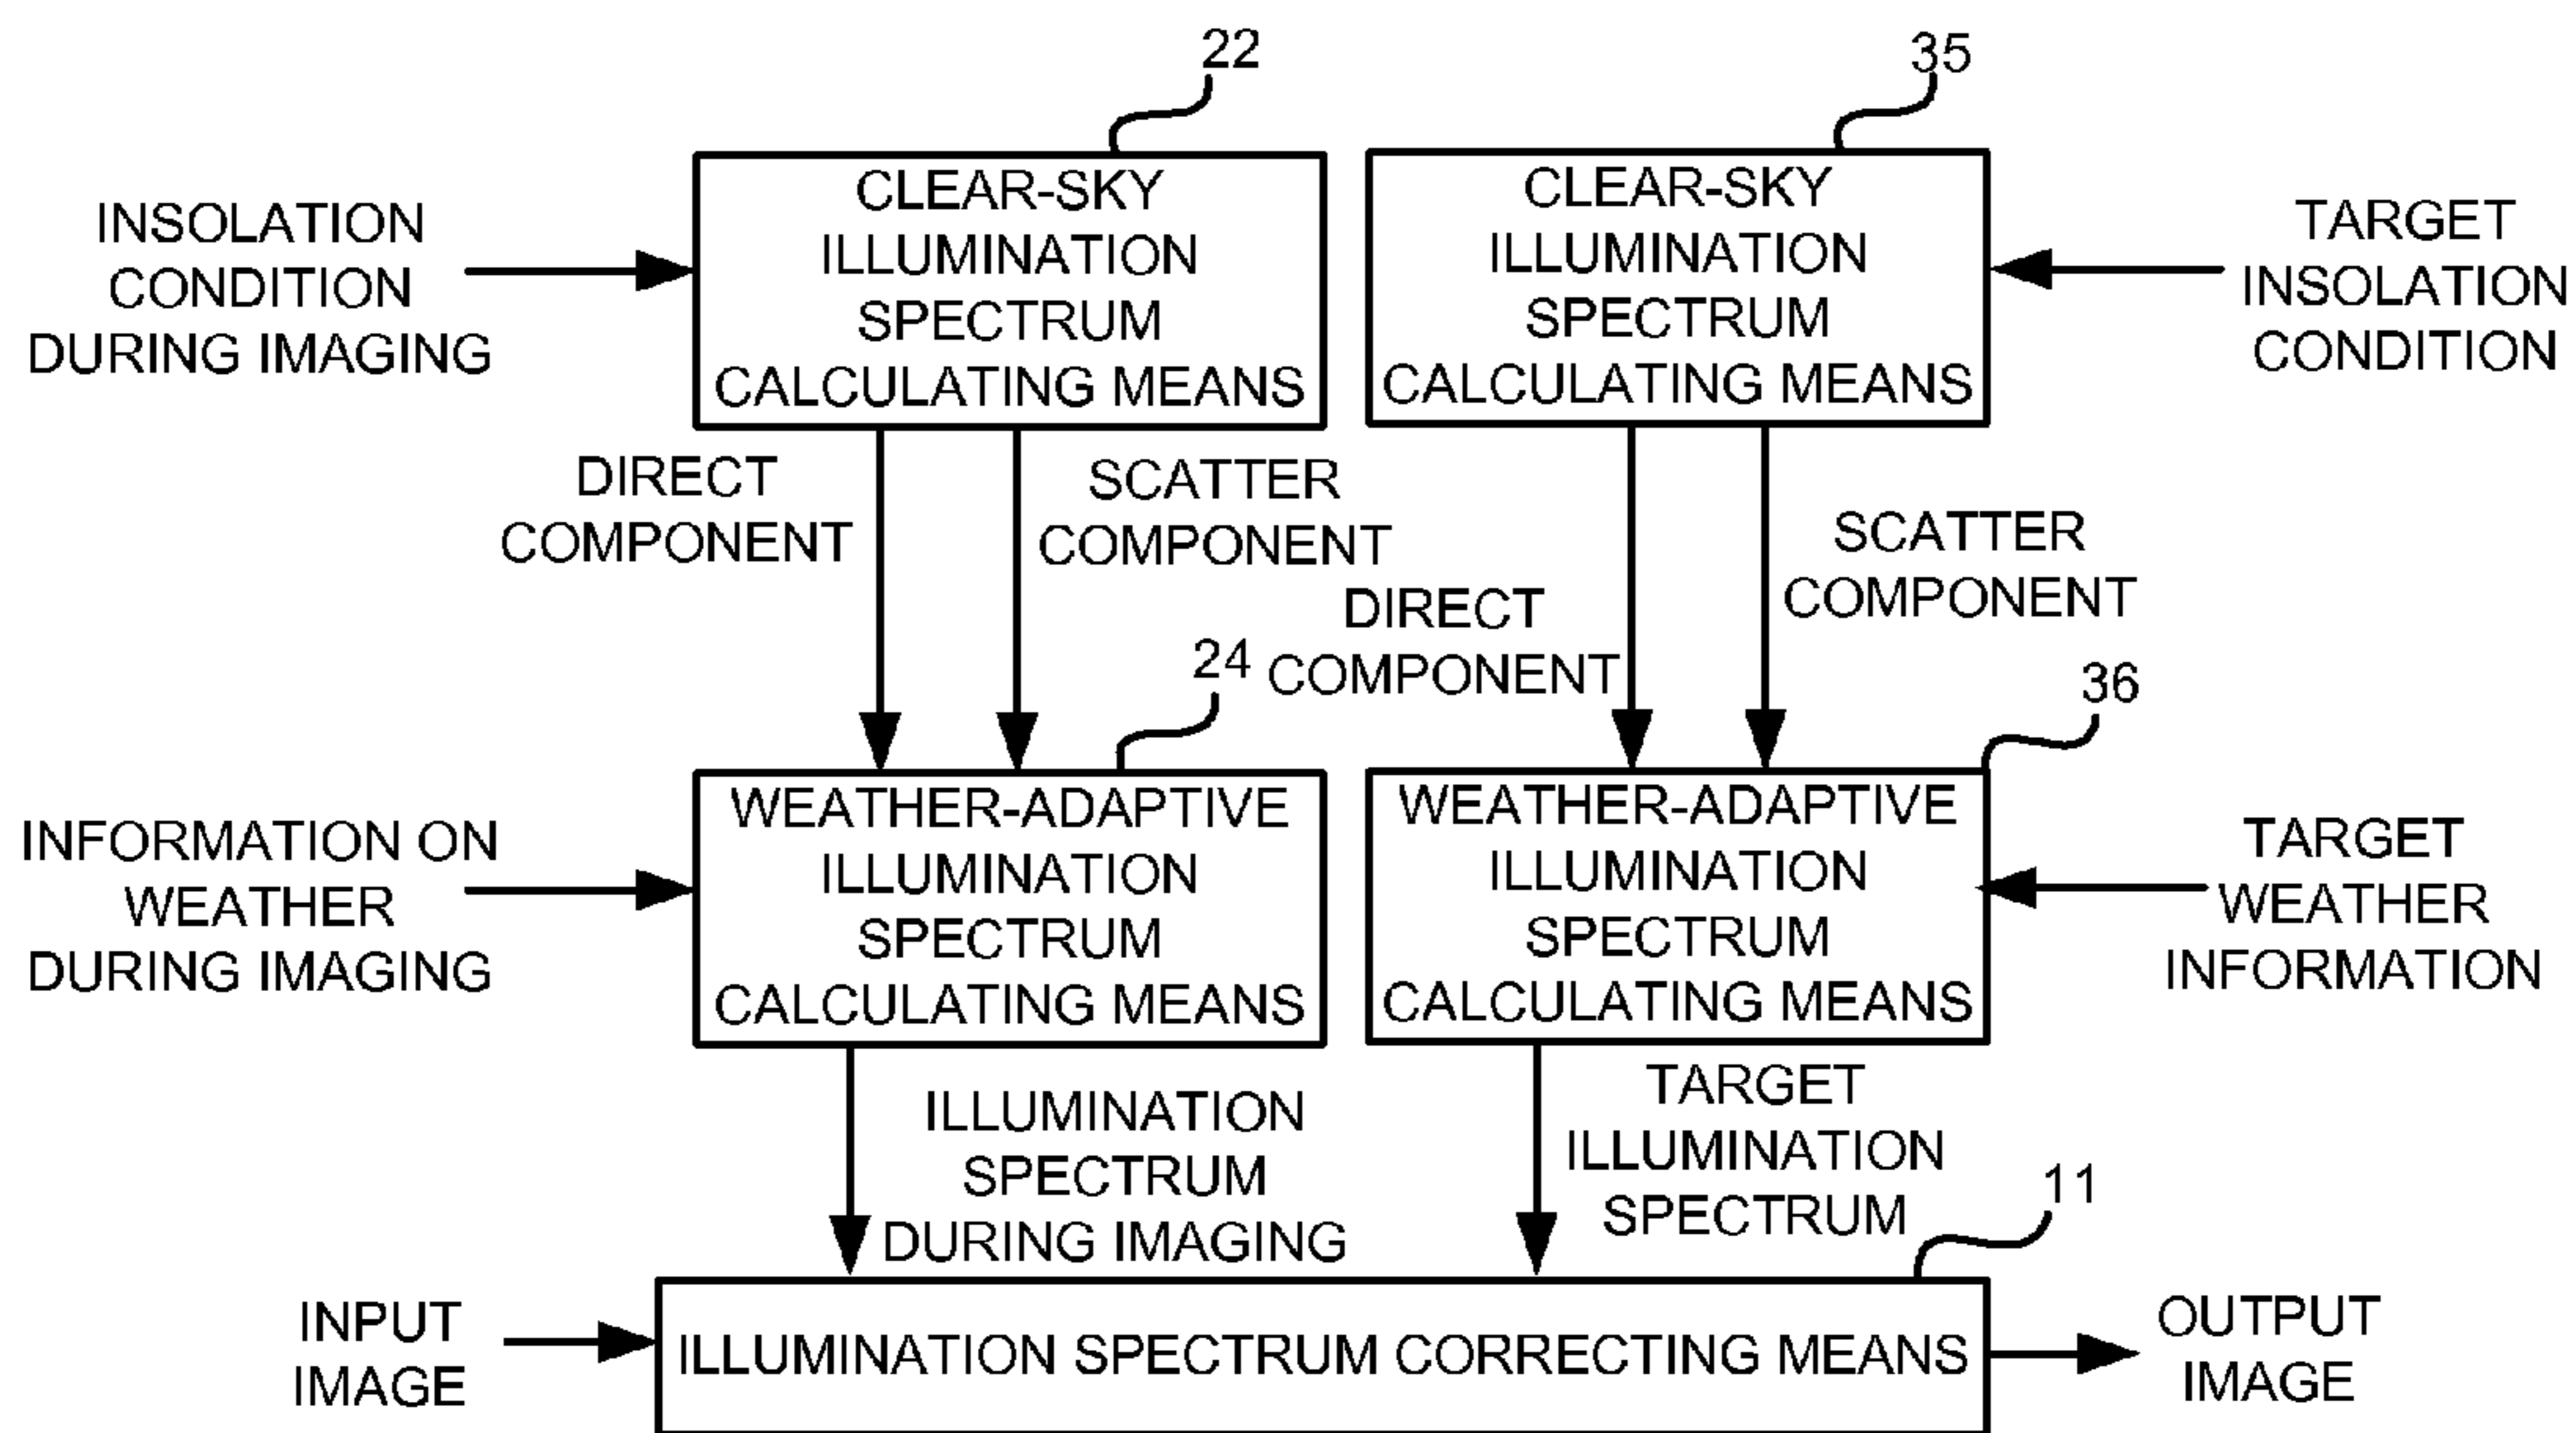 22
35
INSOLATION
CONDITION
DURING IMAGING
CLEAR-SKY
ILLUMINATION
SPECTRUM
CALCULATING MEANS
CLEAR-SKY
ILLUMINATION
SPECTRUM
CALCULATING MEANS
TARGET
INSOLATION
CONDITION
DIRECT
COMPONENT
SCATTER
COMPONENT
DIRECT
COMPONENT
SCATTER
COMPONENT
24
36
INFORMATION ON
WEATHER
DURING IMAGING
WEATHER-ADAPTIVE
ILLUMINATION
SPECTRUM
CALCULATING MEANS
WEATHER-ADAPTIVE
ILLUMINATION
SPECTRUM
CALCULATING MEANS
TARGET
WEATHER
INFORMATION
ILLUMINATION
SPECTRUM
DURING IMAGING
TARGET
ILLUMINATION
SPECTRUM
11
INPUT
IMAGE
ILLUMINATION SPECTRUM CORRECTING MEANS
OUTPUT
IMAGE